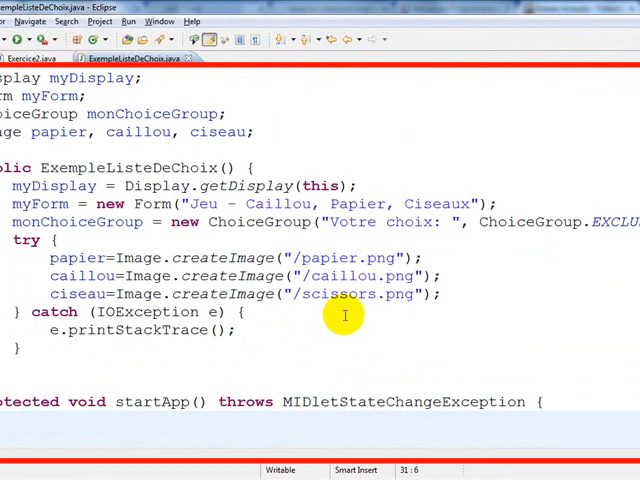 ExempleListeDeChoix.java - Eclipse
Navigate Search Project Run Window Help
Exercice2.java ExempleListeDeChoix.java
splay myDisplay;
rm myForm;
oiceGroup monChoiceGroup;
age papier, caillou, ciseau;
blic ExempleListeDeChoix() {
myDisplay = Display.getDisplay(this);
myForm = new Form("Jeu - Caillou, Papier, Ciseaux");
monChoiceGroup = new ChoiceGroup("Votre choix: ", ChoiceGroup.EXCLUS
try {
papier=Image.createImage("/papier.png");
caillou=Image.createImage("/caillou.png");
ciseau=Image.createImage("/scissors.png");
} catch (IOException e) {
e.printStackTrace();
}
otected void startApp() throws MIDletStateChangeException {
Writable Smart Insert 31 : 6